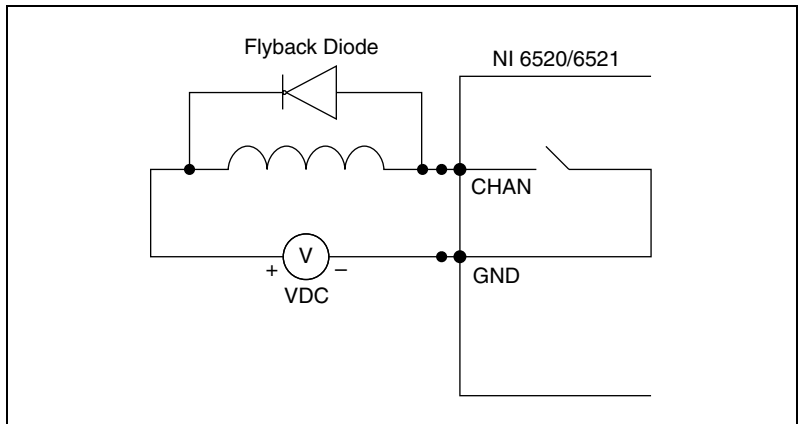 Flyback Diode
NI 6520/6521
CHAN
V
+ –
VDC
GND